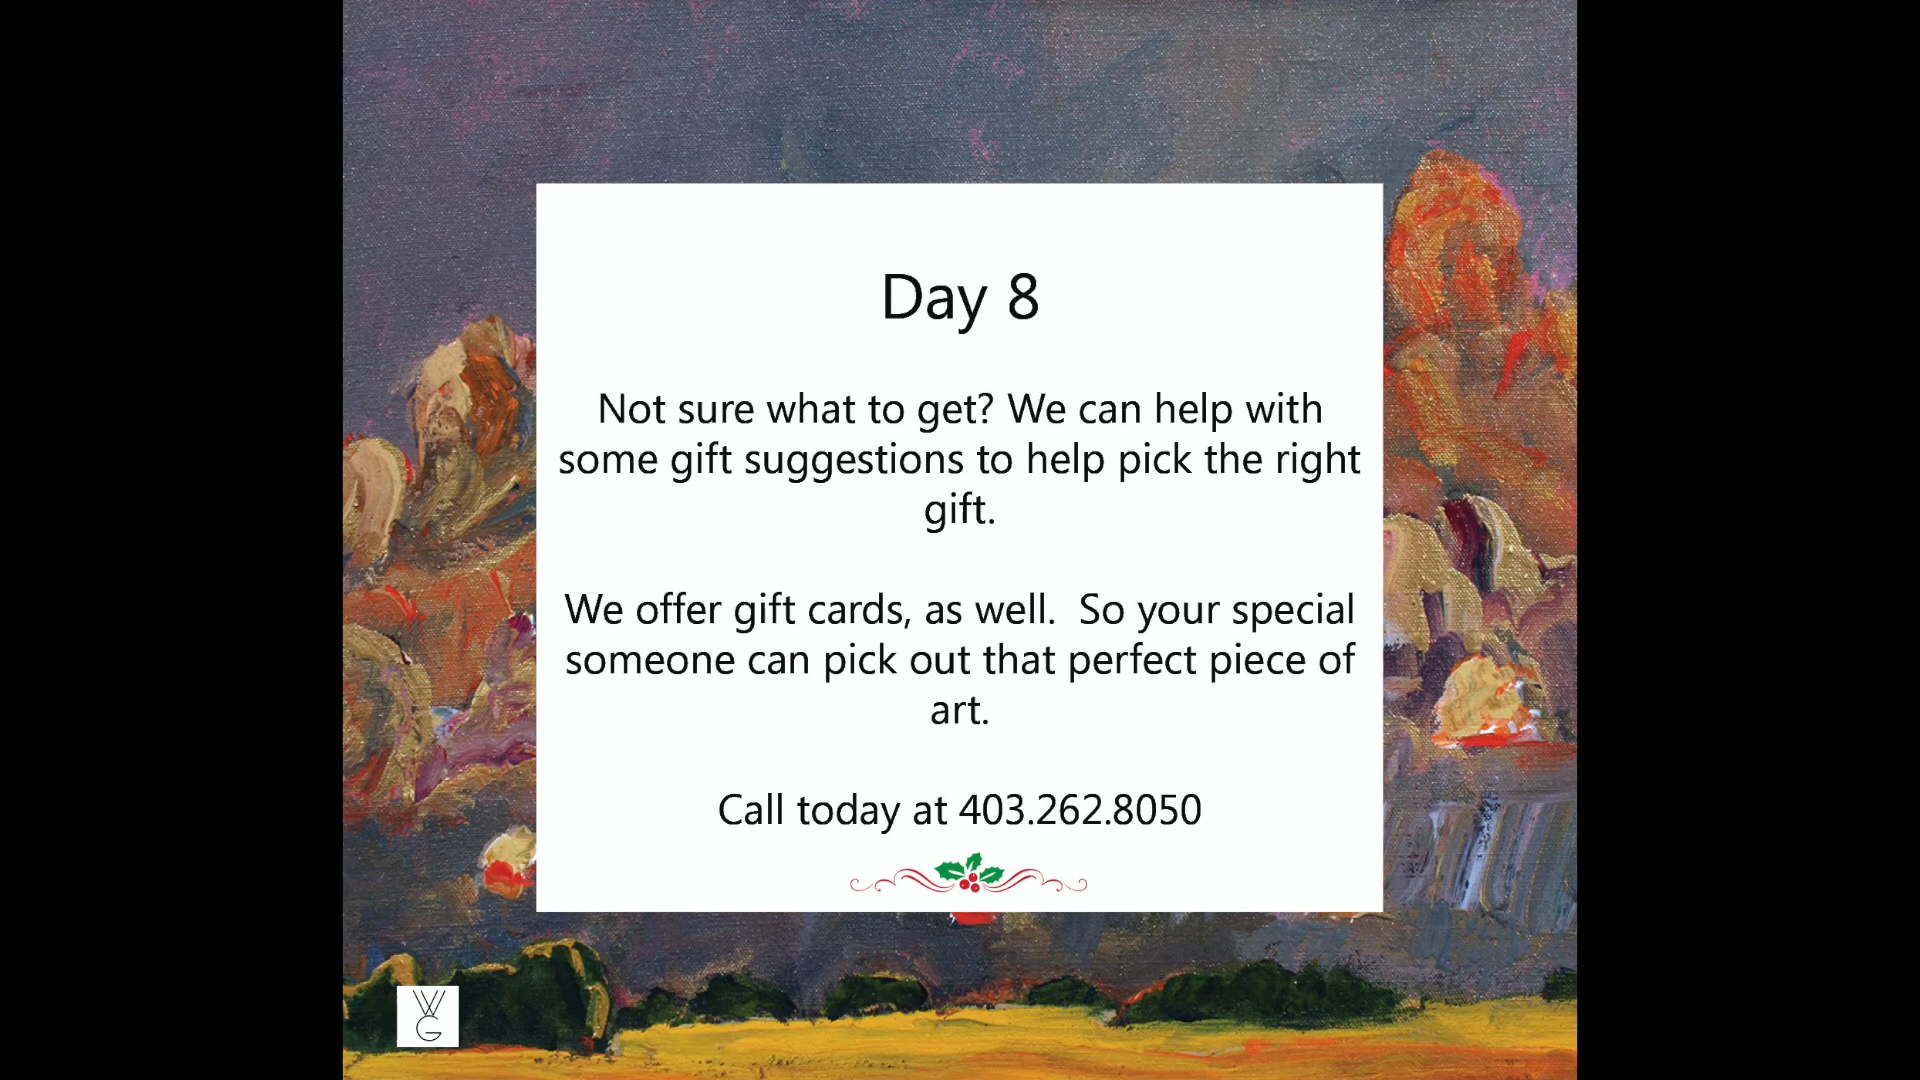 Day 8
Not sure what to get? We can help with
some gift suggestions to help pick the right
gift.
We offer gift cards, as well.  So your special
someone can pick out that perfect piece of
art.
Call today at 403.262.8050
WG